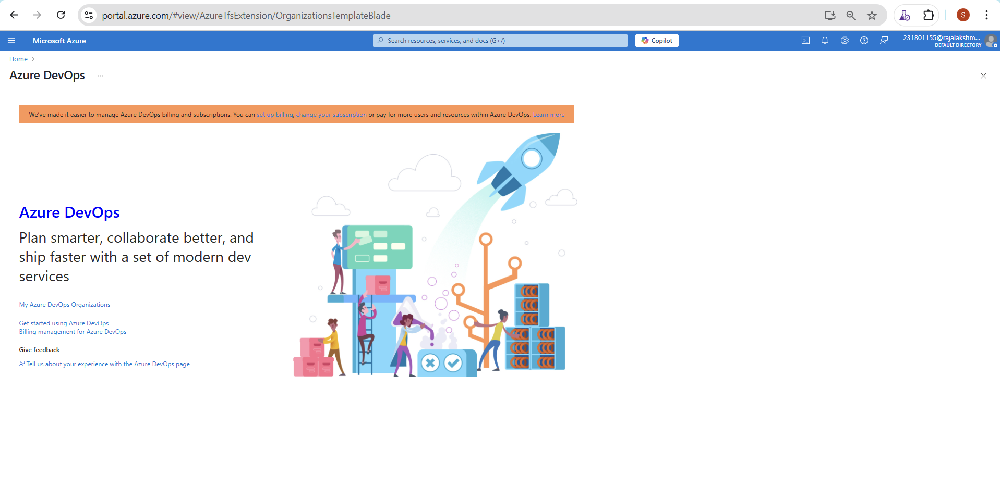 portal.azure.com/#view/AzureTfsExtension/OrganizationsTemplateBlade
S
Microsoft Azure
Search resources, services, and docs (G+/)
Copilot
231801155@rajalakshm...
DEFAULT DIRECTORY
Home
Azure DevOps
...
We've made it easier to manage Azure DevOps billing and subscriptions. You can set up billing, change your subscription or pay for more users and resources within Azure DevOps. Learn more
Azure DevOps
Plan smarter, collaborate better, and
ship faster with a set of modern dev
services
My Azure DevOps Organizations
Get started using Azure DevOps
Billing management for Azure DevOps
Give feedback
Tell us about your experience with the Azure DevOps page